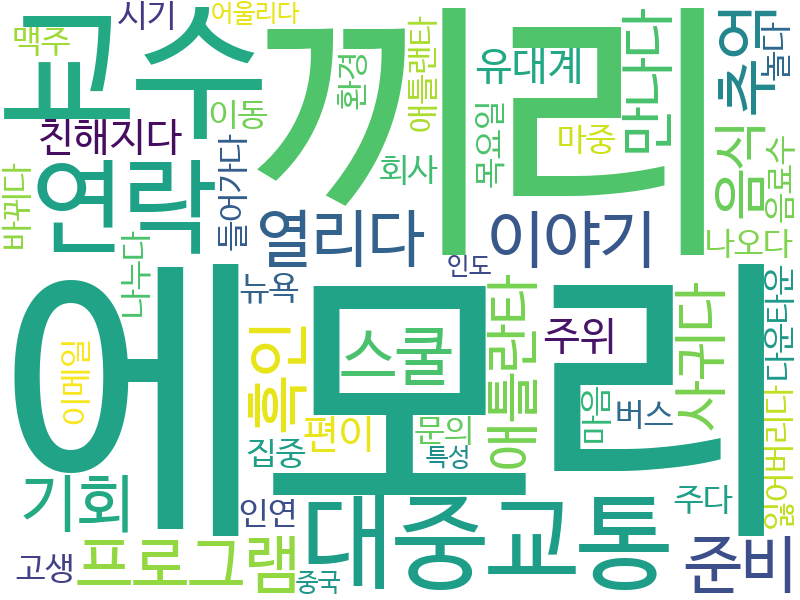 시기
어울리다
맥주
교수
끼리
유대계
만나다
추억
놀다
환경
애틀랜타
이동
친해지다
목요일
마중
회사
음식
음료수
바뀌다
연락
들어가다
열리다
이야기
나오다
나누다
인도
뉴욕
에모리
스쿨
애틀란타
주위
사귀다
다운타운
이메일
흑인
편이
문의
마음
버스
집중
특성
잃어버리다
기회
인연
대중교통
주다
고생
프로그램
중국
준비